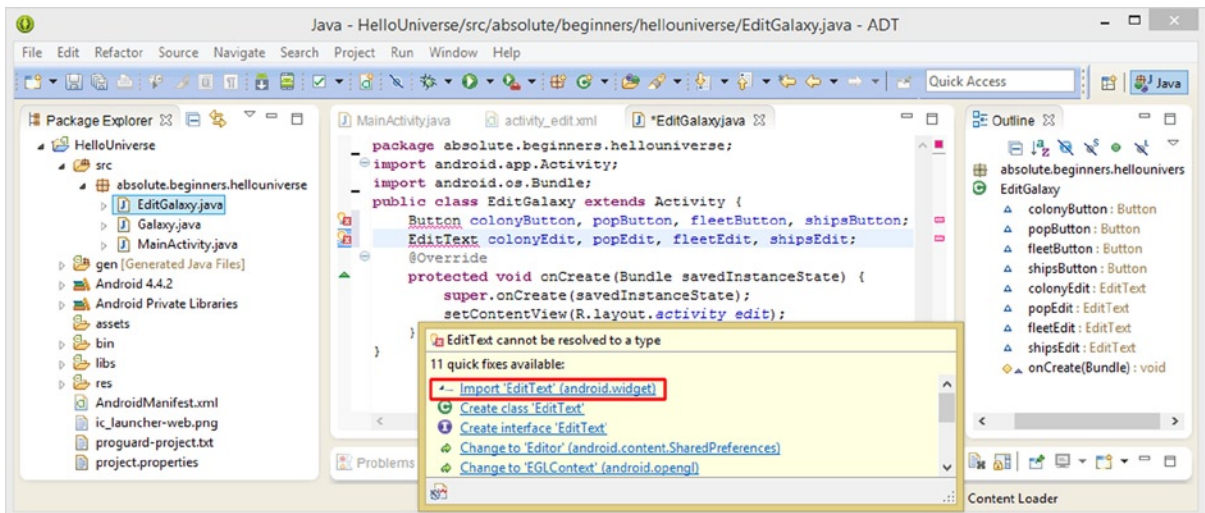 Java - HelloUniverse/src/absolute/beginners/hellouniverse/EditGalaxy.java - ADT
File Edit Refactor Source Navigate Search Project Run Window Help
Quick Access
Java
Package Explorer
HelloUniverse
src
absolute.beginners.hellouniverse
EditGalaxy.java
Galaxy.java
MainActivity.java
gen [Generated Java Files]
Android 4.4.2
Android Private Libraries
assets
bin
libs
res
AndroidManifest.xml
ic_launcher-web.png
proguard-project.txt
project.properties
MainActivity.java activity_edit.xml *EditGalaxy.java
package absolute.beginners.hellouniverse;
import android.app.Activity;
import android.os.Bundle;
public class EditGalaxy extends Activity {
Button colonyButton, popButton, fleetButton, shipsButton;
EditText colonyEdit, popEdit, fleetEdit, shipsEdit;
@Override
protected void onCreate(Bundle savedInstanceState) {
super.onCreate(savedInstanceState);
setContentView(R.layout.activity_edit);
}
}
EditText cannot be resolved to a type
11 quick fixes available:
Import 'EditText' (android.widget)
Create class 'EditText'
Create interface 'EditText'
Change to 'Editor' (android.content.SharedPreferences)
Change to 'EGLContext' (android.opengl)
Problems
Outline
absolute.beginners.hellounivers
EditGalaxy
colonyButton : Button
popButton : Button
fleetButton : Button
shipsButton : Button
colonyEdit : EditText
popEdit : EditText
fleetEdit : EditText
shipsEdit : EditText
onCreate(Bundle) : void
Content Loader